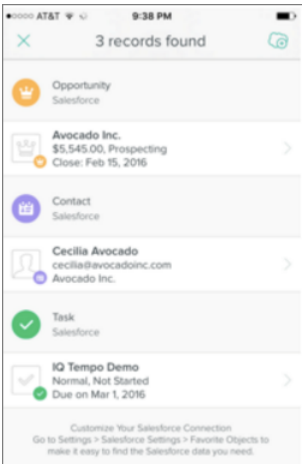 AT&T 9:38 PM
3 records found
Opportunity
Salesforce
Avocado Inc.
$5,545.00, Prospecting
Close: Feb 15, 2016
Contact
Salesforce
Cecilia Avocado
cecilia@avocadoinc.com
Avocado Inc.
Task
Salesforce
IQ Tempo Demo
Normal, Not Started
Due on Mar 1, 2016
Customize Your Salesforce Connection
Go to Settings > Salesforce Settings > Favorite Objects to
make it easy to find the Salesforce data you need.